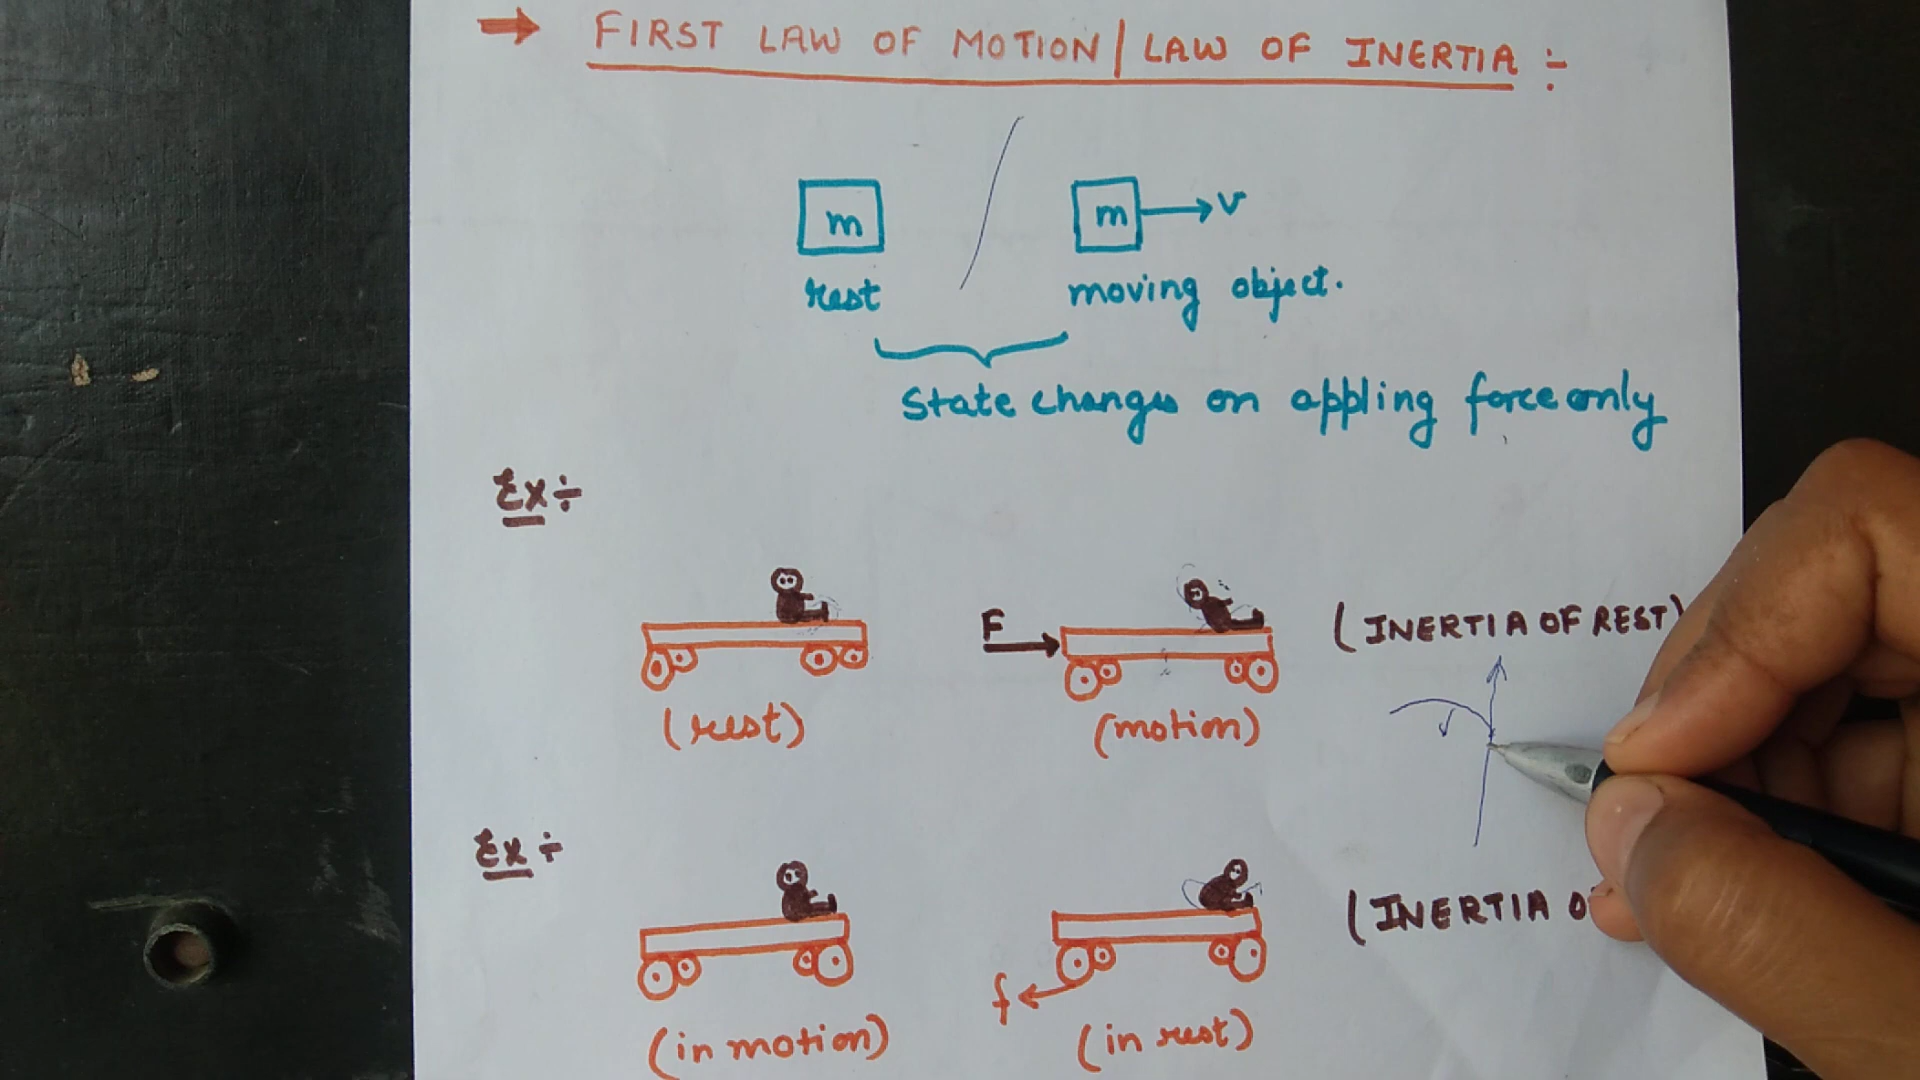 → FIRST LAW OF MOTION / LAW OF INERTIA :-
m
m → v
rest
moving object.
State changes on appling force only
Ex ÷
F
(INERTIA OF REST)
(rest)
(motion)
Ex ÷
(INERTIA O
f
(in motion)
(in rest)